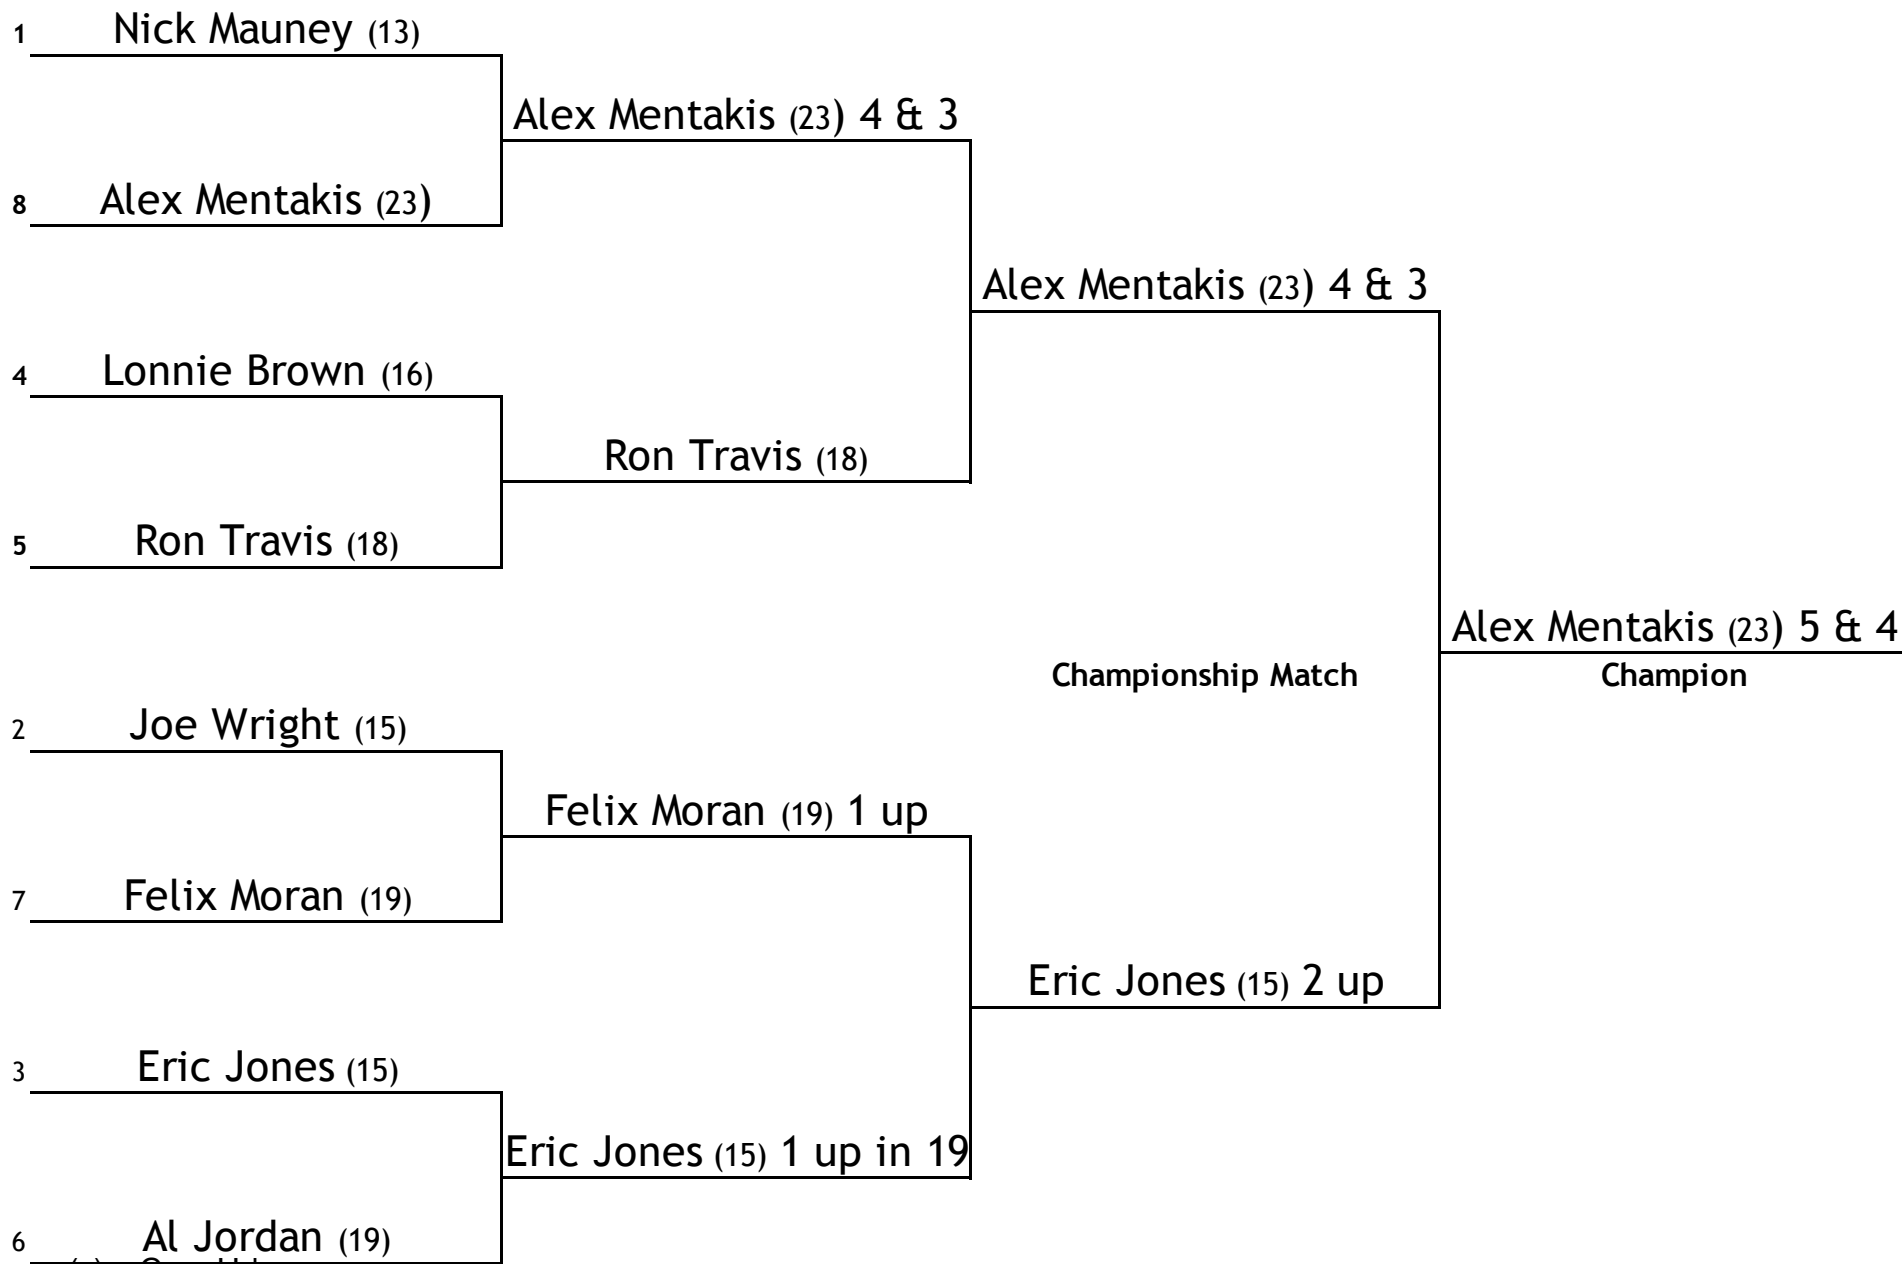 1 Nick Mauney (13)
Alex Mentakis (23) 4 & 3
8 Alex Mentakis (23)
Alex Mentakis (23) 4 & 3
4 Lonnie Brown (16)
Ron Travis (18)
5 Ron Travis (18)
Alex Mentakis (23) 5 & 4
Championship Match
Champion
2 Joe Wright (15)
Felix Moran (19) 1 up
7 Felix Moran (19)
Eric Jones (15) 2 up
3 Eric Jones (15)
Eric Jones (15) 1 up in 19
6 Al Jordan (19)